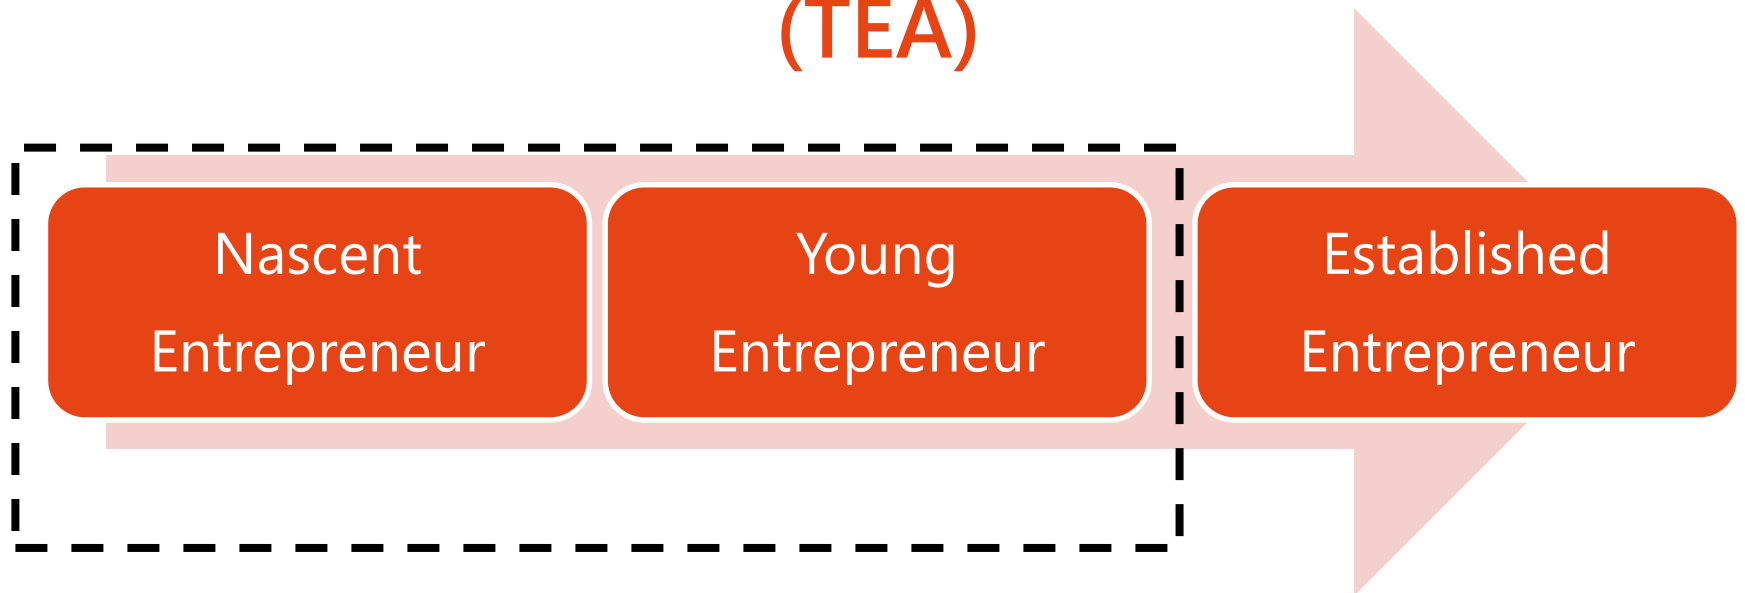 (TEA)
Nascent
Entrepreneur
Young
Entrepreneur
Established
Entrepreneur